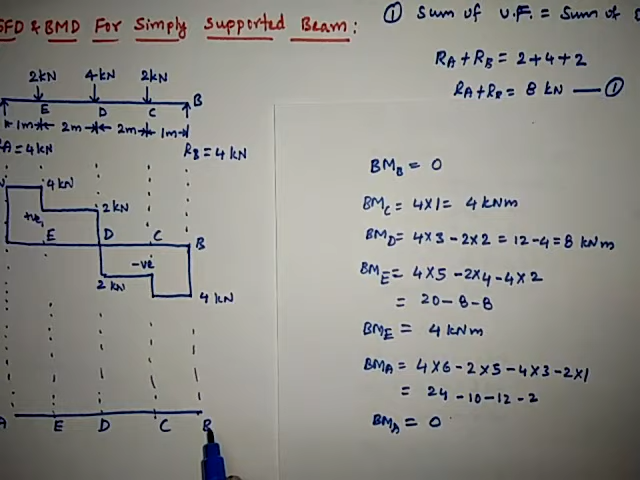 SFD & BMD For Simply Supported Beam:
① Sum of U.F. = Sum of
RA + RB = 2+4+2
RA + RB = 8 kN — ①
2kN 4kN 2kN
E D C B
1m 2m 2m 1m
RA = 4kN RB = 4 kN
4 kN
2 kN
+ve
E D C B
-ve
2 kN
4 kN
A E D C B
BMB = 0
BMC = 4×1 = 4 kNm
BMD = 4×3 - 2×2 = 12-4 = 8 kNm
BME = 4×5 - 2×4 - 4×2
= 20 - 8 - 8
BME = 4 kNm
BMA = 4×6 - 2×5 - 4×3 - 2×1
= 24 - 10 - 12 - 2
BMA = 0